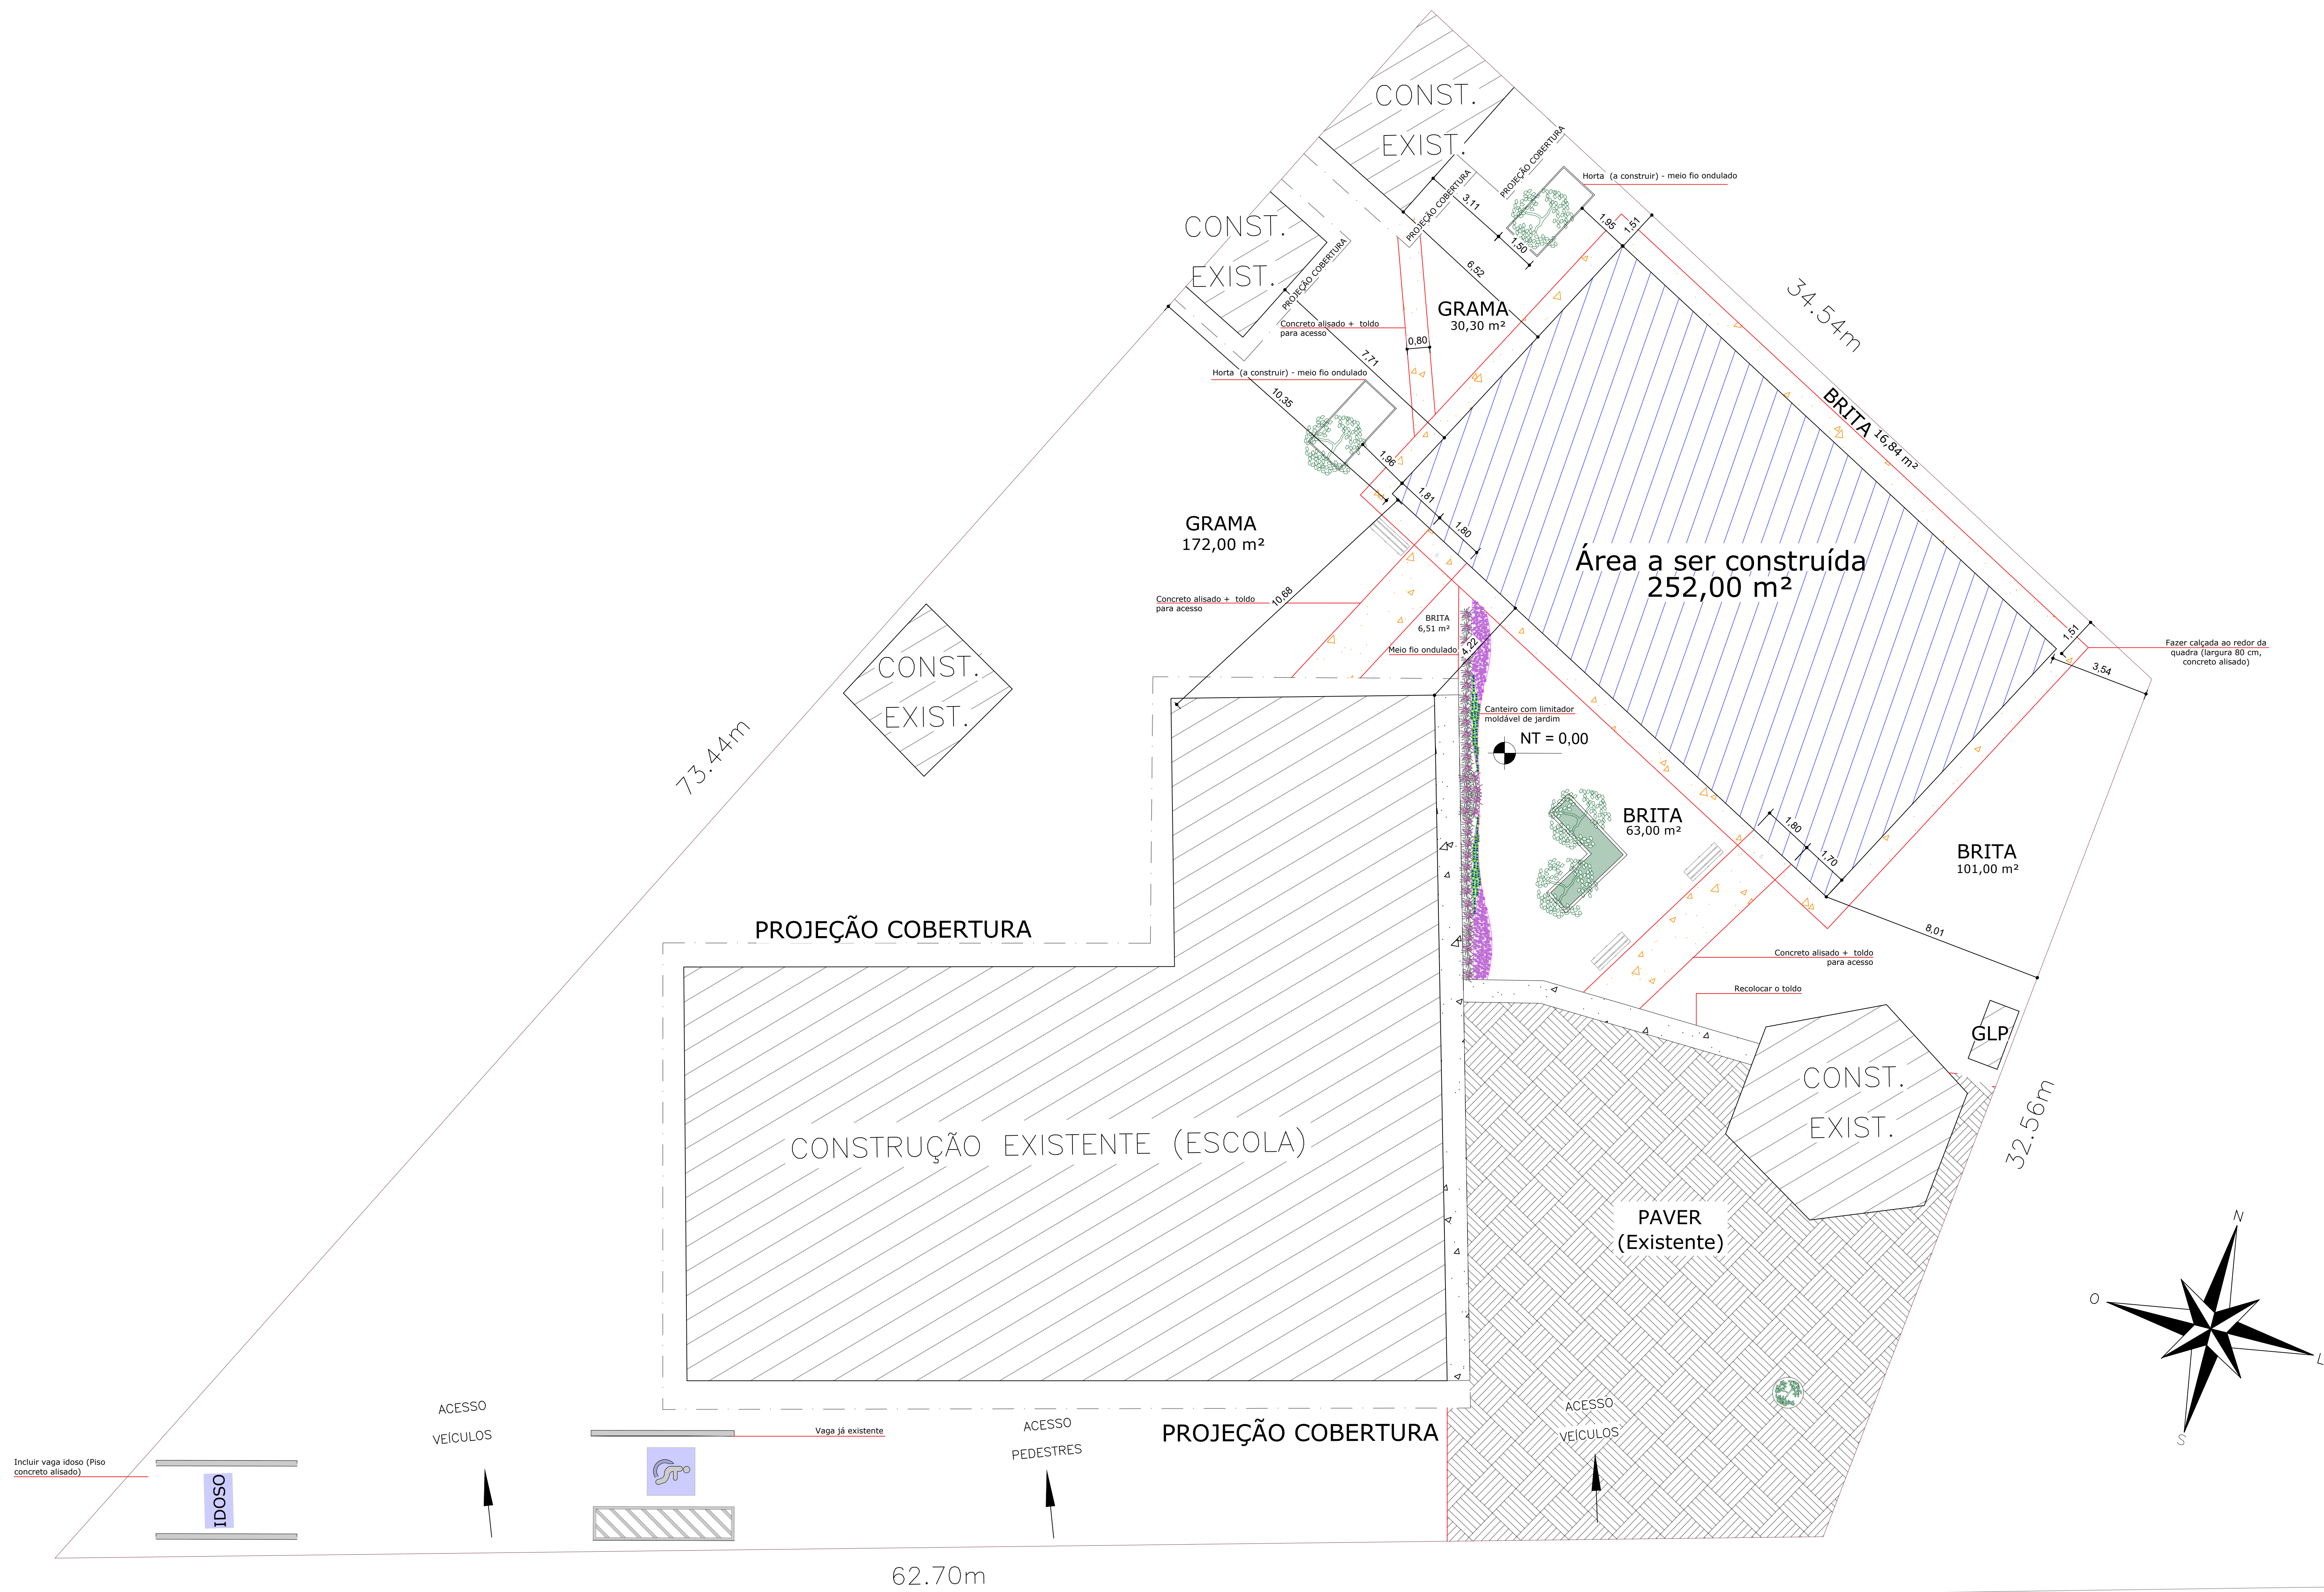 CONST.
EXIST.
PROJEÇÃO COBERTURA
PROJEÇÃO COBERTURA
Horta (a construir) - meio fio ondulado
3,11
1,50
1,95
1,51
CONST.
EXIST.
PROJEÇÃO COBERTURA
6,52
GRAMA
30,30 m²
Concreto alisado + toldo
para acesso
0,80
7,71
Horta (a construir) - meio fio ondulado
10,35
34.54m
BRITA 16,84 m²
1,96
1,81
1,80
GRAMA
172,00 m²
Área a ser construída
252,00 m²
Concreto alisado + toldo
para acesso
10,68
BRITA
6,51 m²
Meio fio ondulado
4,22
1,51
3,54
Fazer calçada ao redor da
quadra (largura 80 cm,
concreto alisado)
CONST.
EXIST.
73.44m
Canteiro com limitador
moldável de jardim
NT = 0,00
BRITA
63,00 m²
1,80
1,70
BRITA
101,00 m²
8,01
PROJEÇÃO COBERTURA
Concreto alisado + toldo
para acesso
Recolocar o toldo
GLP
CONST.
EXIST.
32.56m
CONSTRUÇÃO EXISTENTE (ESCOLA)
PAVER
(Existente)
N
O
L
S
ACESSO
VEÍCULOS
Vaga já existente
ACESSO
PEDESTRES
PROJEÇÃO COBERTURA
ACESSO
VEÍCULOS
Incluir vaga idoso (Piso
concreto alisado)
IDOSO
62.70m